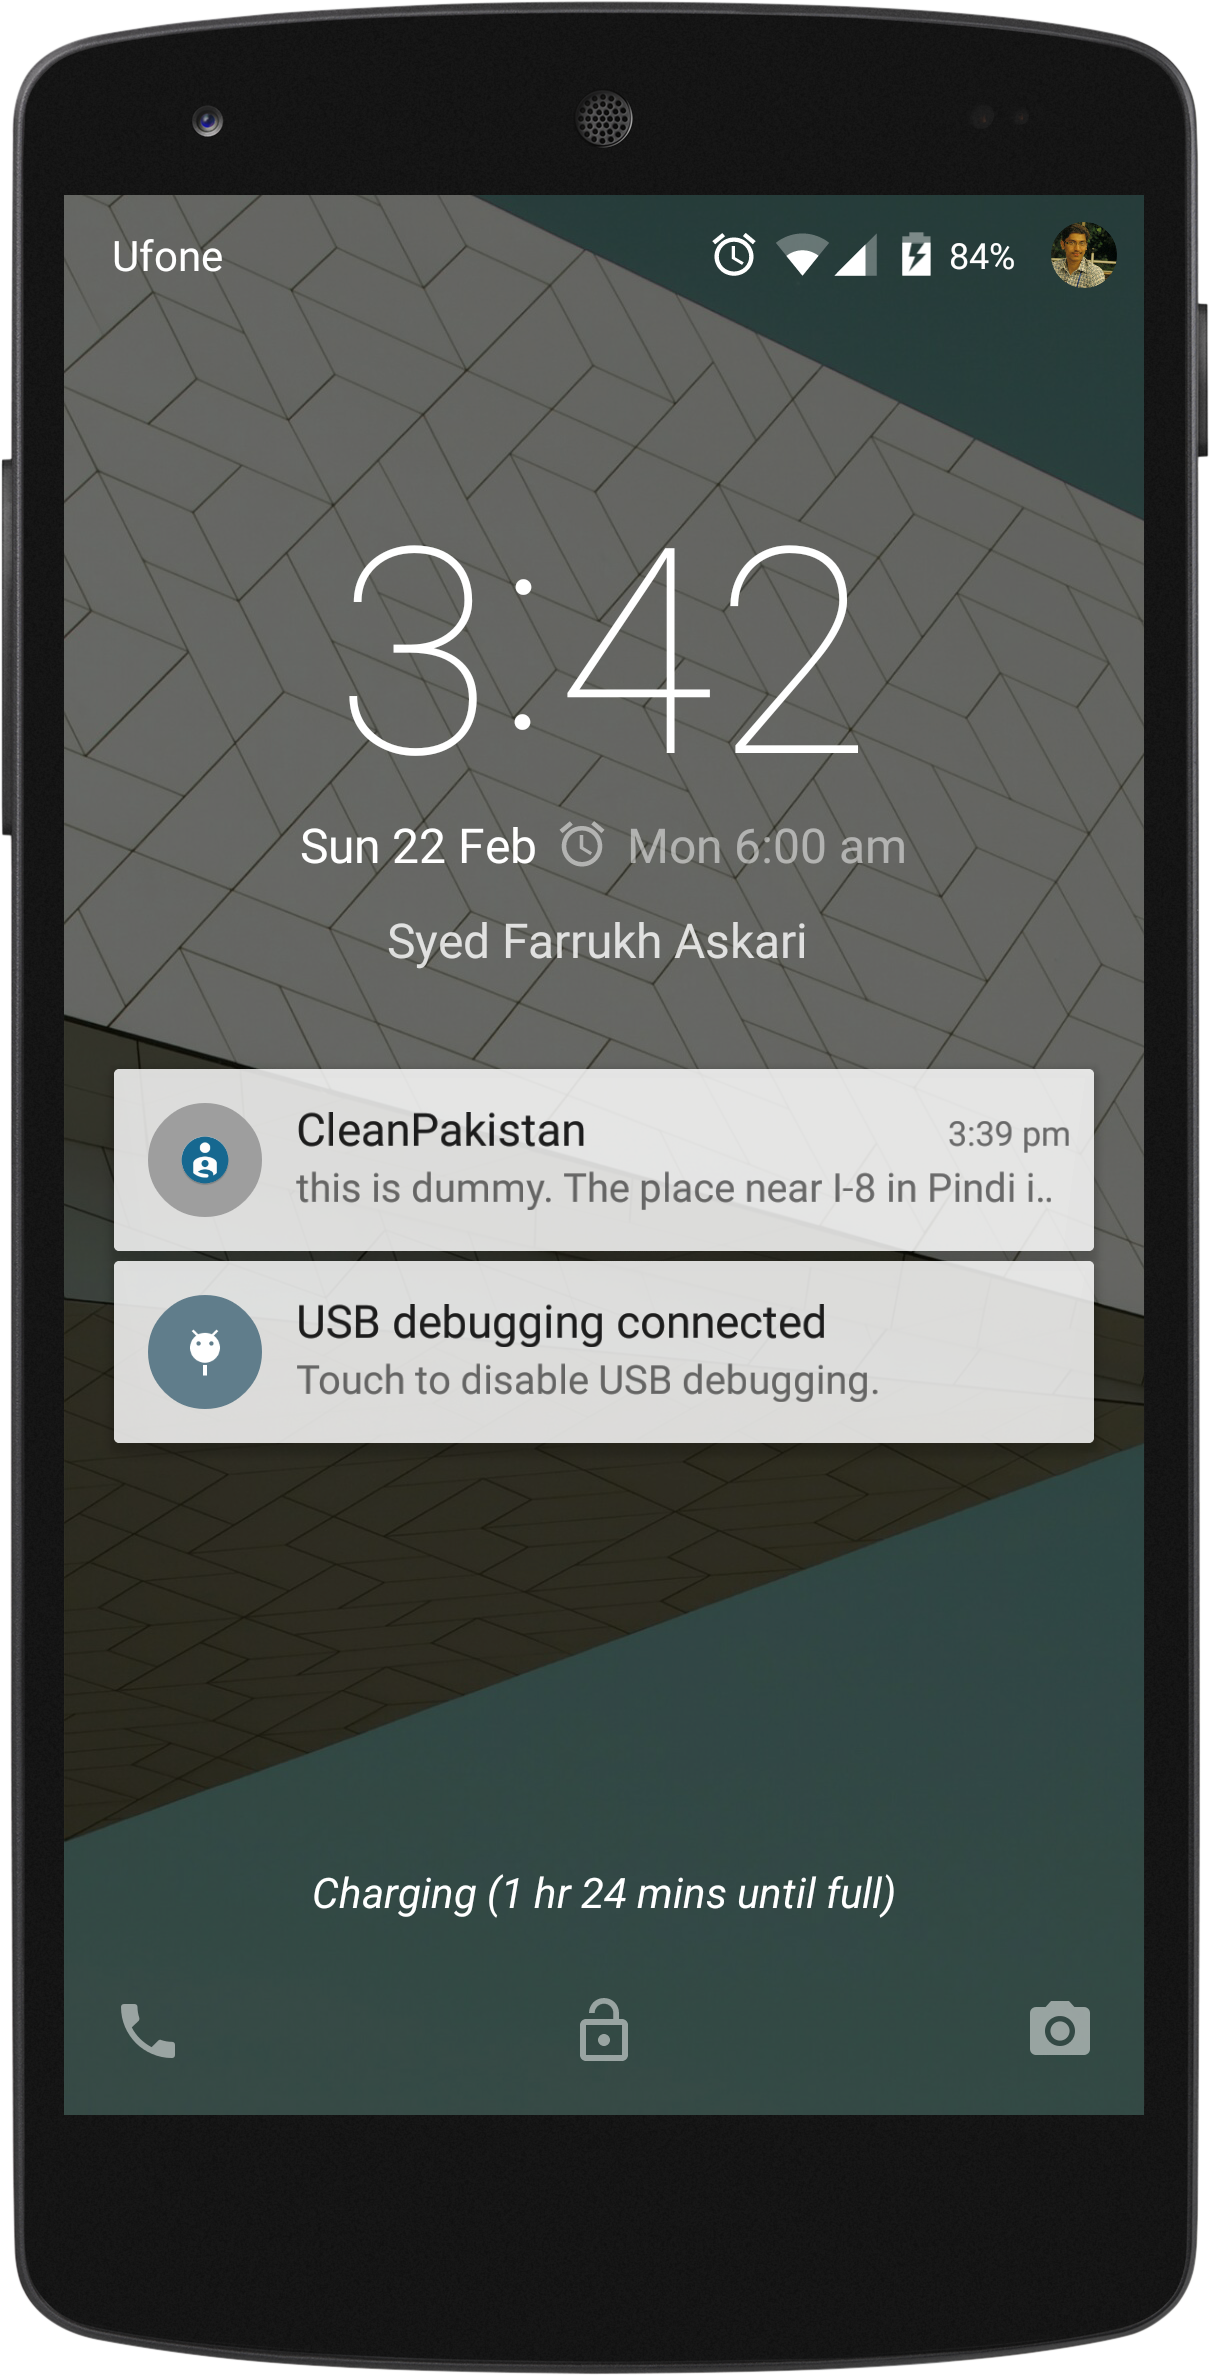 Ufone 84%
3:42
Sun 22 Feb Mon 6:00 am
Syed Farrukh Askari
CleanPakistan 3:39 pm
this is dummy. The place near I-8 in Pindi i..
USB debugging connected
Touch to disable USB debugging.
Charging (1 hr 24 mins until full)